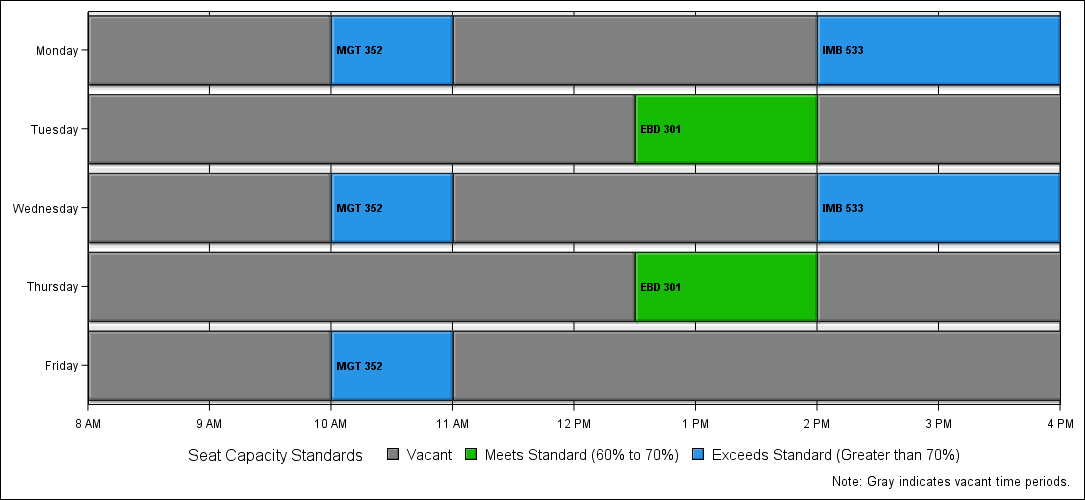 Monday MGT 352 IMB 533
Tuesday EBD 301
Wednesday MGT 352 IMB 533
Thursday EBD 301
Friday MGT 352
8 AM 9 AM 10 AM 11 AM 12 PM 1 PM 2 PM 3 PM 4 PM
Seat Capacity Standards Vacant Meets Standard (60% to 70%) Exceeds Standard (Greater than 70%)
Note: Gray indicates vacant time periods.